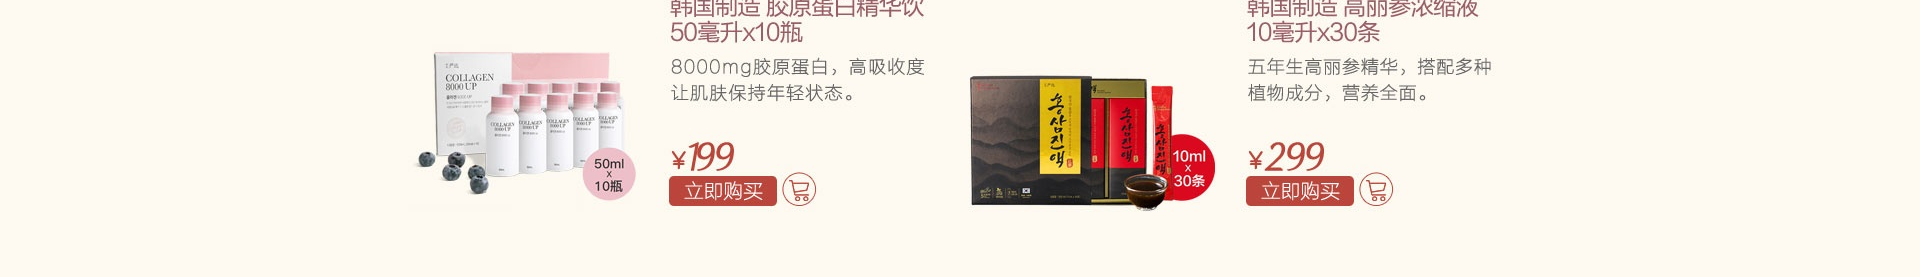 韩国制造 胶原蛋白精华饮
50毫升x10瓶
8000mg胶原蛋白，高吸收度
让肌肤保持年轻状态。
¥199
立即购买
COLLAGEN
8000 UP
50ml
x
10瓶
韩国制造 高丽参浓缩液
10毫升x30条
五年生高丽参精华，搭配多种
植物成分，营养全面。
¥299
立即购买
홍삼진액
홍삼진액
홍삼진액
10ml
x
30条